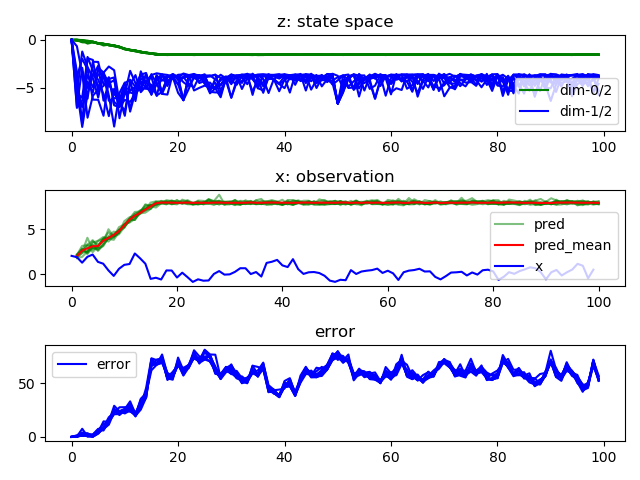 z: state space
0
−5
dim-0/2
dim-1/2
0 20 40 60 80 100
x: observation
5
0
pred
pred_mean
x
0 20 40 60 80 100
error
50
0
error
0 20 40 60 80 100